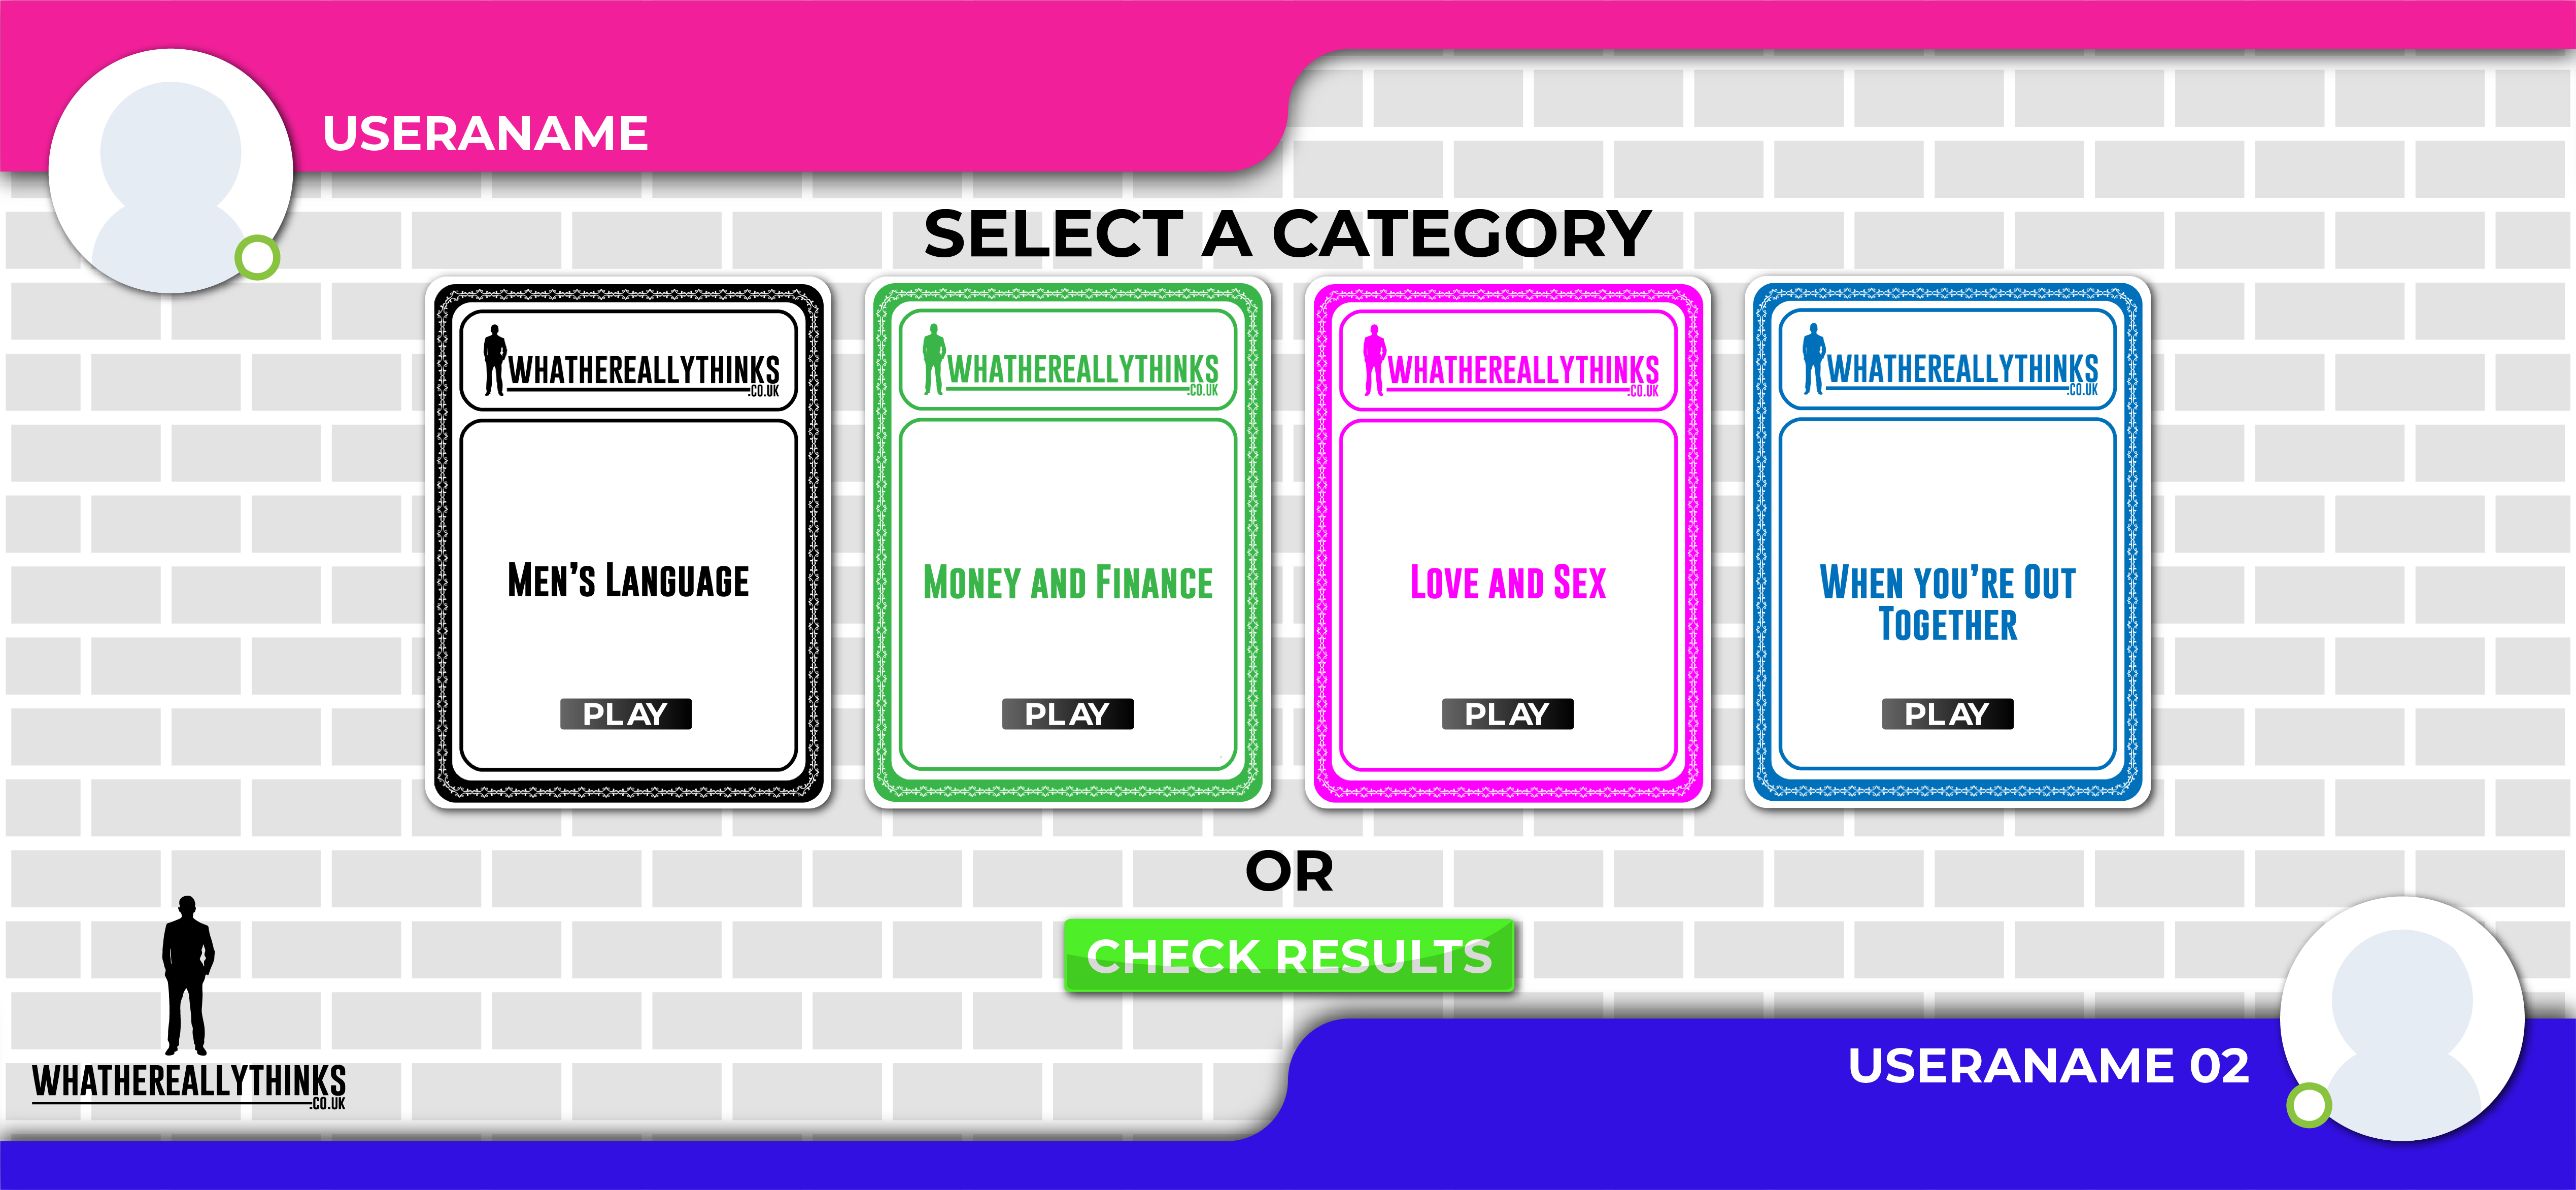 USERANAME
SELECT A CATEGORY
WHATHEREALLYTHINKS
.CO.UK
Men's Language
PLAY
WHATHEREALLYTHINKS
.CO.UK
Money and Finance
PLAY
WHATHEREALLYTHINKS
.CO.UK
Love and Sex
PLAY
WHATHEREALLYTHINKS
.CO.UK
When you're Out
Together
PLAY
OR
CHECK RESULTS
WHATHEREALLYTHINKS
.CO.UK
USERANAME 02